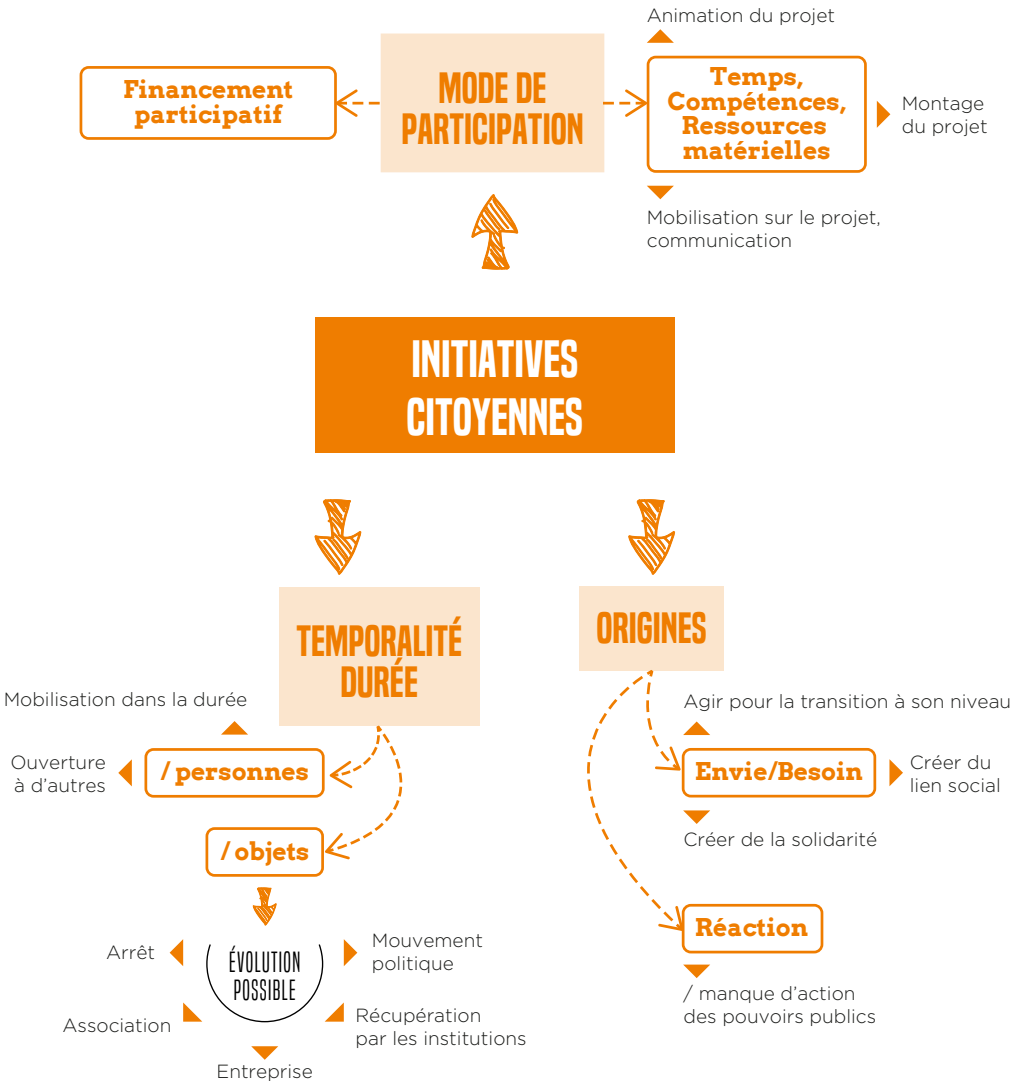 Animation du projet
Financement
participatif
MODE DE
PARTICIPATION
Temps,
Compétences,
Ressources
matérielles
Montage
du projet
Mobilisation sur le projet,
communication
INITIATIVES
CITOYENNES
TEMPORALITÉ
DURÉE
Mobilisation dans la durée
Ouverture
à d'autres
/ personnes
/ objets
ÉVOLUTION
POSSIBLE
Arrêt
Mouvement
politique
Association
Récupération
par les institutions
Entreprise
ORIGINES
Agir pour la transition à son niveau
Envie/Besoin
Créer du
lien social
Créer de la solidarité
Réaction
/ manque d'action
des pouvoirs publics